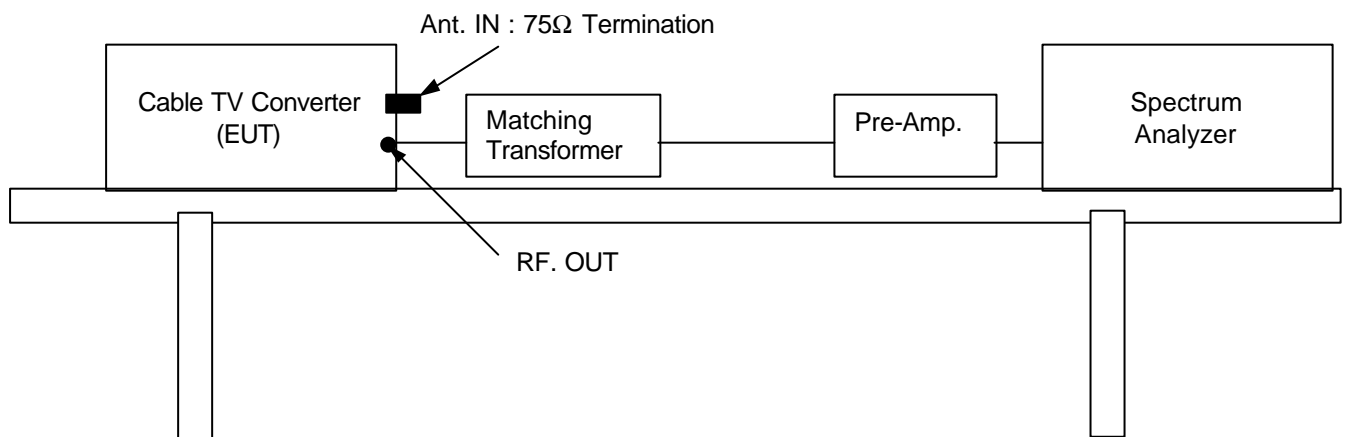 Ant. IN : 75Ω Termination
Cable TV Converter
(EUT)
Matching
Transformer
Pre-Amp.
Spectrum
Analyzer
RF. OUT